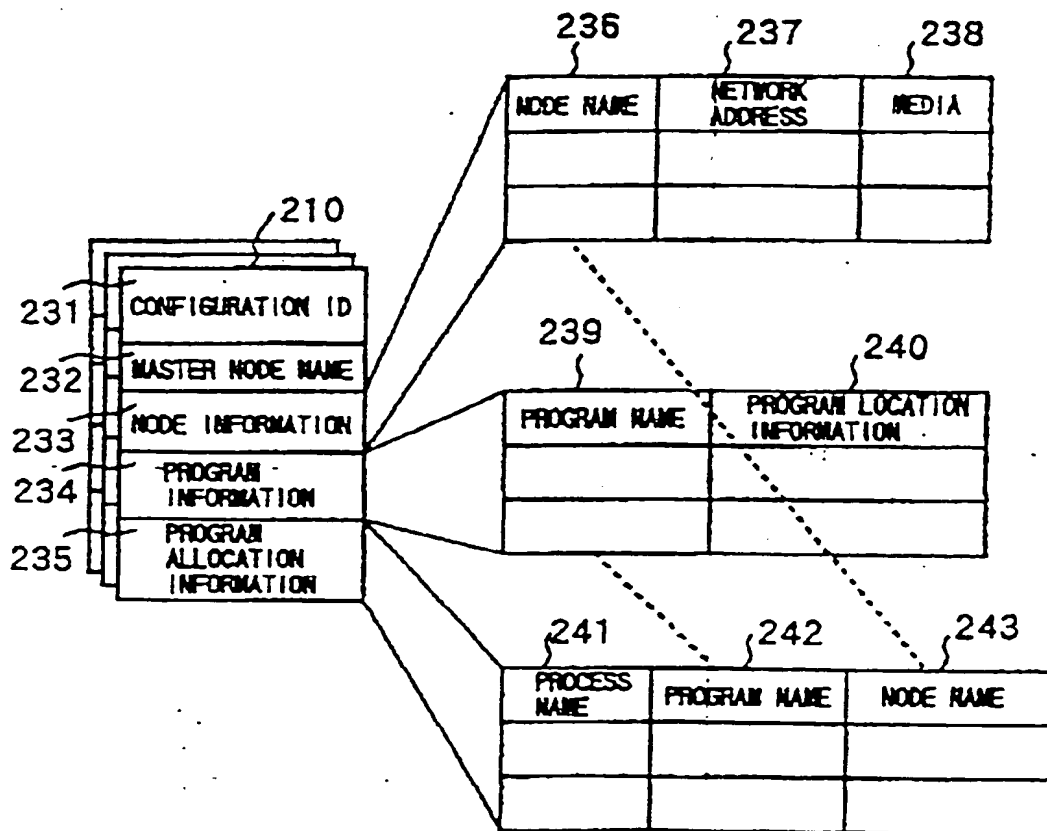 236 237 238
NODE NAME NETWORK ADDRESS MEDIA
210
231 CONFIGURATION ID
232 MASTER NODE NAME
233 NODE INFORMATION
234 PROGRAM
INFORMATION
235 PROGRAM
ALLOCATION
INFORMATION
239 240
PROGRAM NAME PROGRAM LOCATION
INFORMATION
241 242 243
PROCESS
NAME PROGRAM NAME NODE NAME